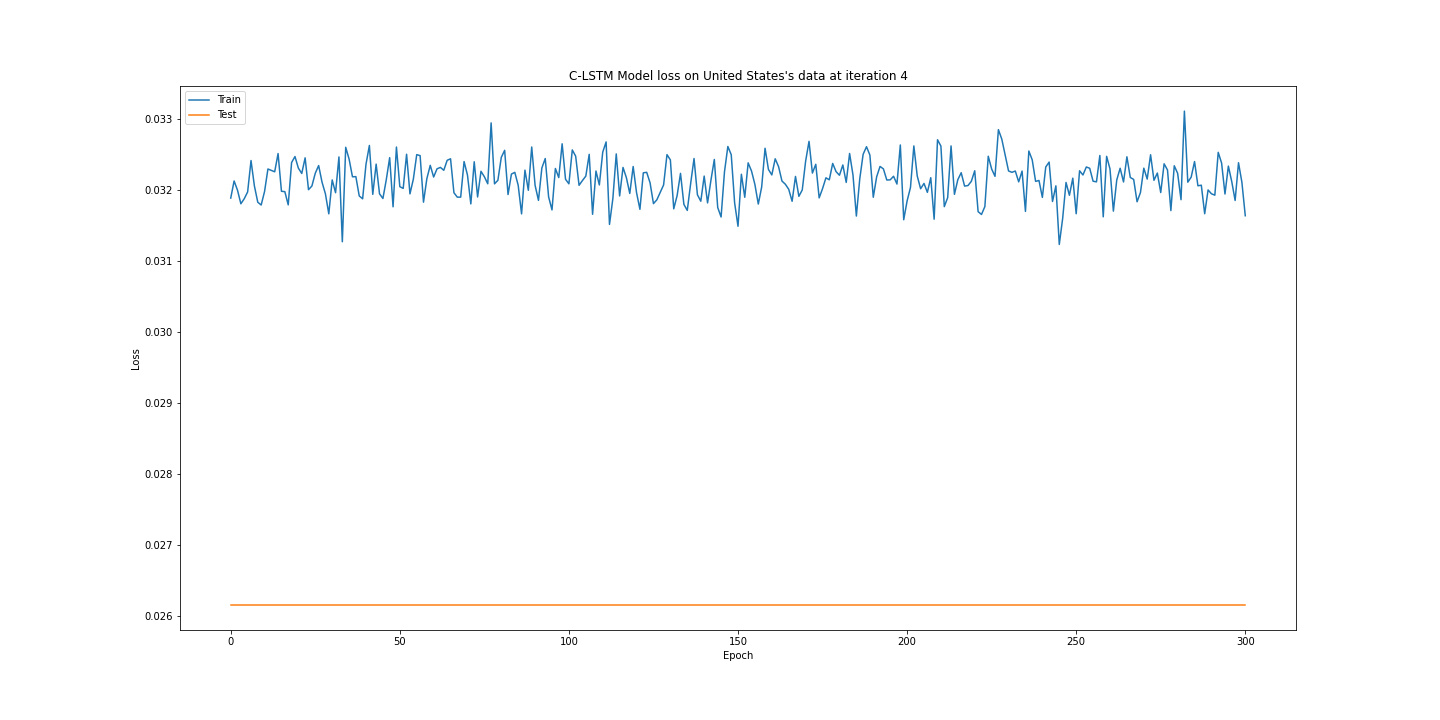 C-LSTM Model loss on United States's data at iteration 4
Train
Test
0.033
0.032
0.031
0.030
0.029
0.028
0.027
0.026
Loss
0 50 100 150 200 250 300
Epoch